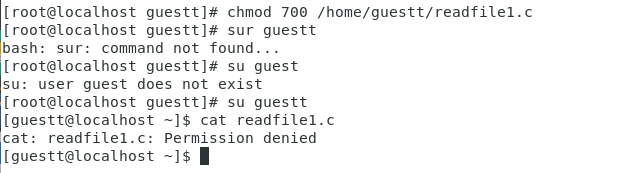 [root@localhost guestt]# chmod 700 /home/guestt/readfile1.c
[root@localhost guestt]# sur guestt
bash: sur: command not found...
[root@localhost guestt]# su guest
su: user guest does not exist
[root@localhost guestt]# su guestt
[guestt@localhost ~]$ cat readfile1.c
cat: readfile1.c: Permission denied
[guestt@localhost ~]$